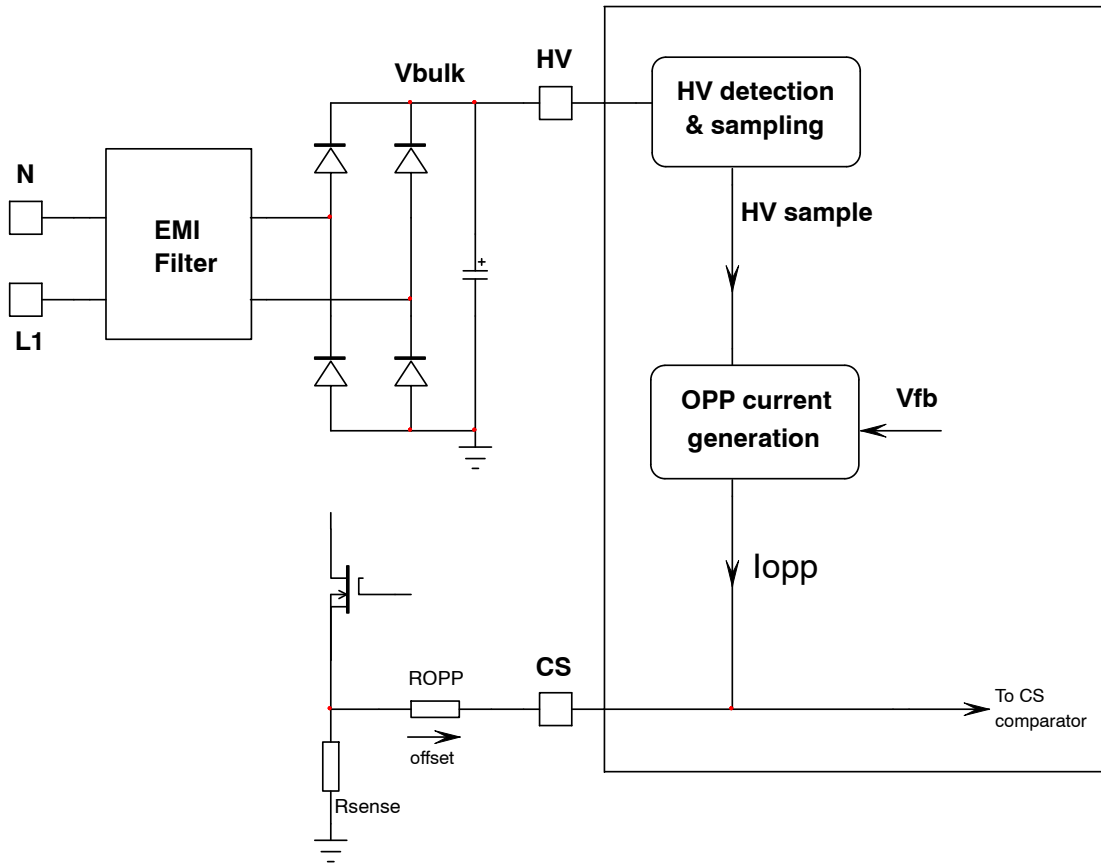 Vbulk
HV
HV detection
& sampling
N
EMI
Filter
L1
HV sample
+
OPP current
generation
Vfb
Iopp
ROPP
CS
offset
To CS
comparator
Rsense